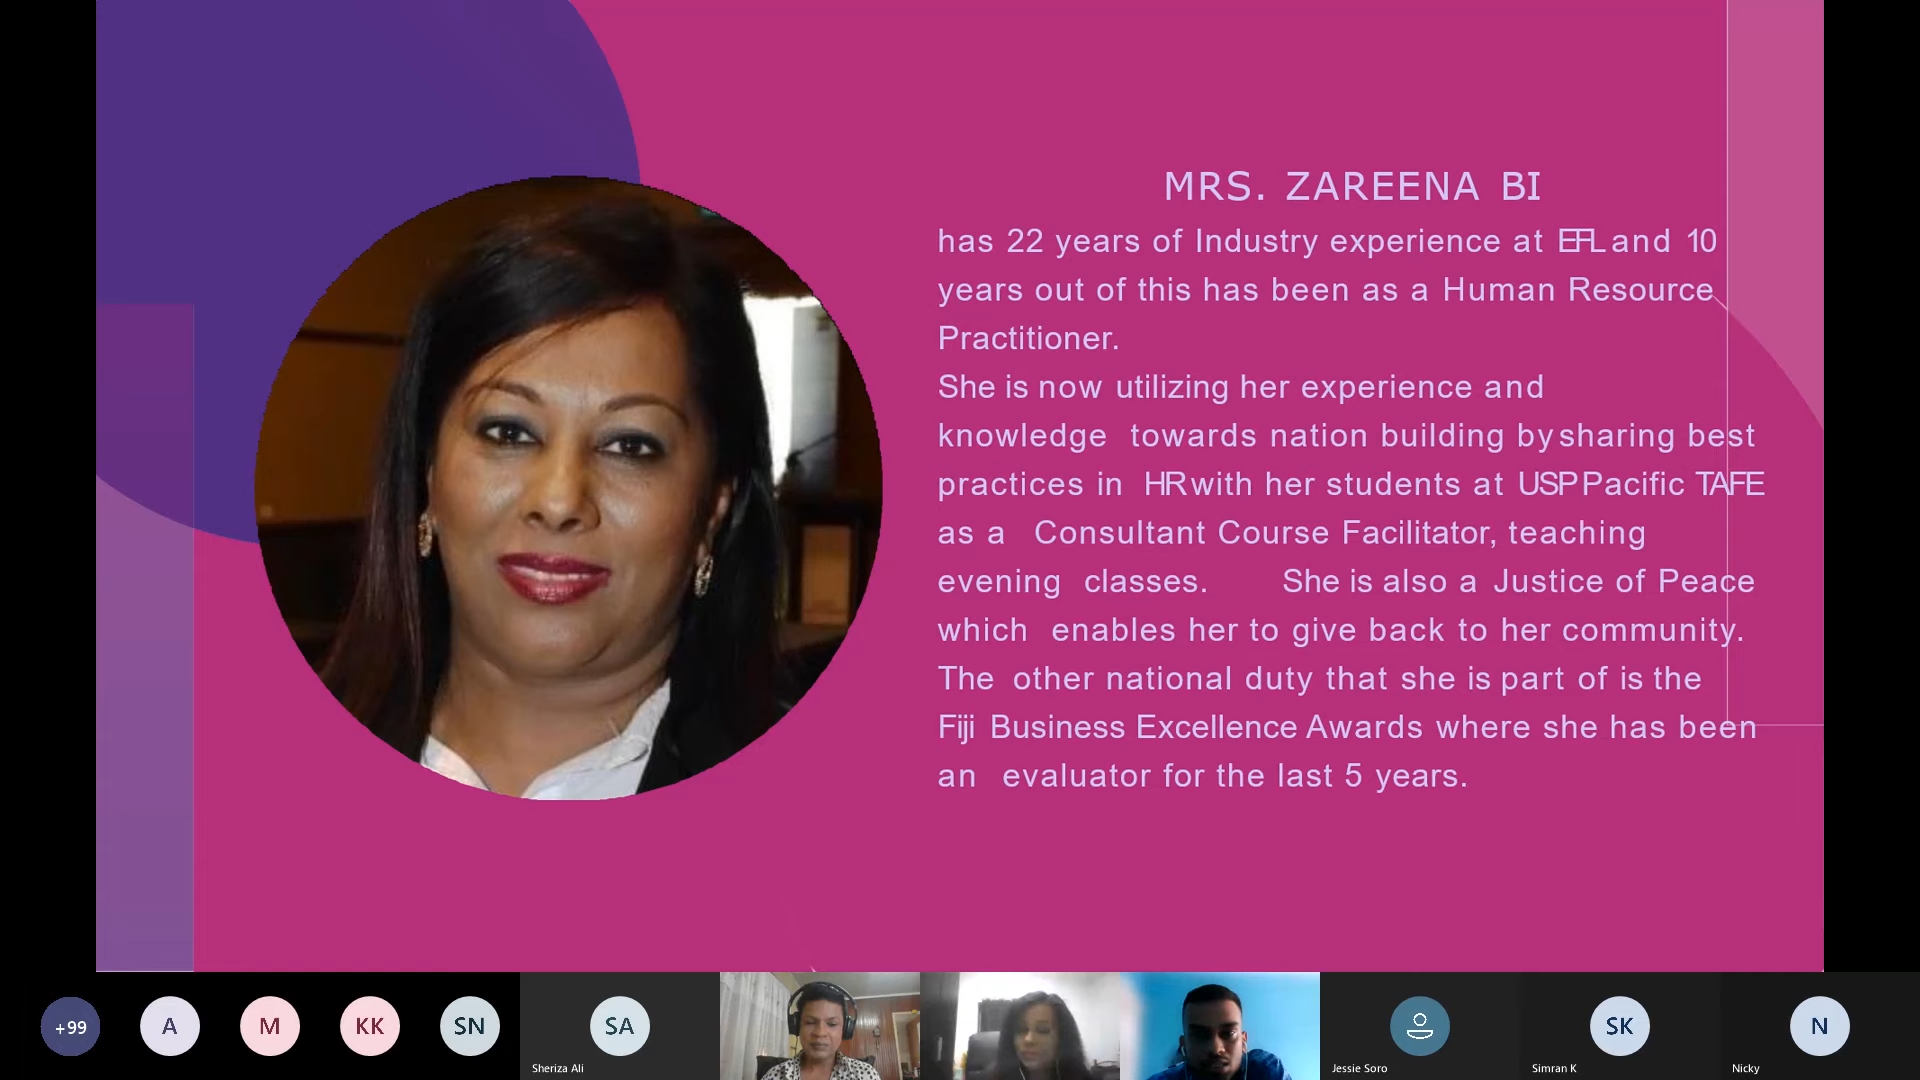 MRS. ZAREENA BI
has 22 years of Industry experience at EFL and 10
years out of this has been as a Human Resource
Practitioner.
She is now utilizing her experience and
knowledge towards nation building by sharing best
practices in HR with her students at USP Pacific TAFE
as a Consultant Course Facilitator, teaching
evening classes. She is also a Justice of Peace
which enables her to give back to her community.
The other national duty that she is part of is the
Fiji Business Excellence Awards where she has been
an evaluator for the last 5 years.
+99 A M KK SN SA SK N
Sheriza Ali Jessie Soro Simran K Nicky